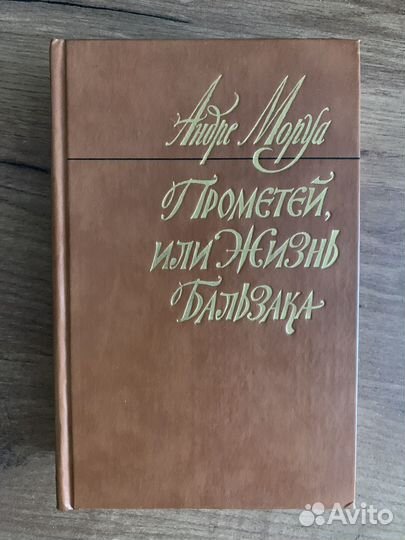 Андре Моруа
Прометей,
или Жизнь
Бальзака
Avito